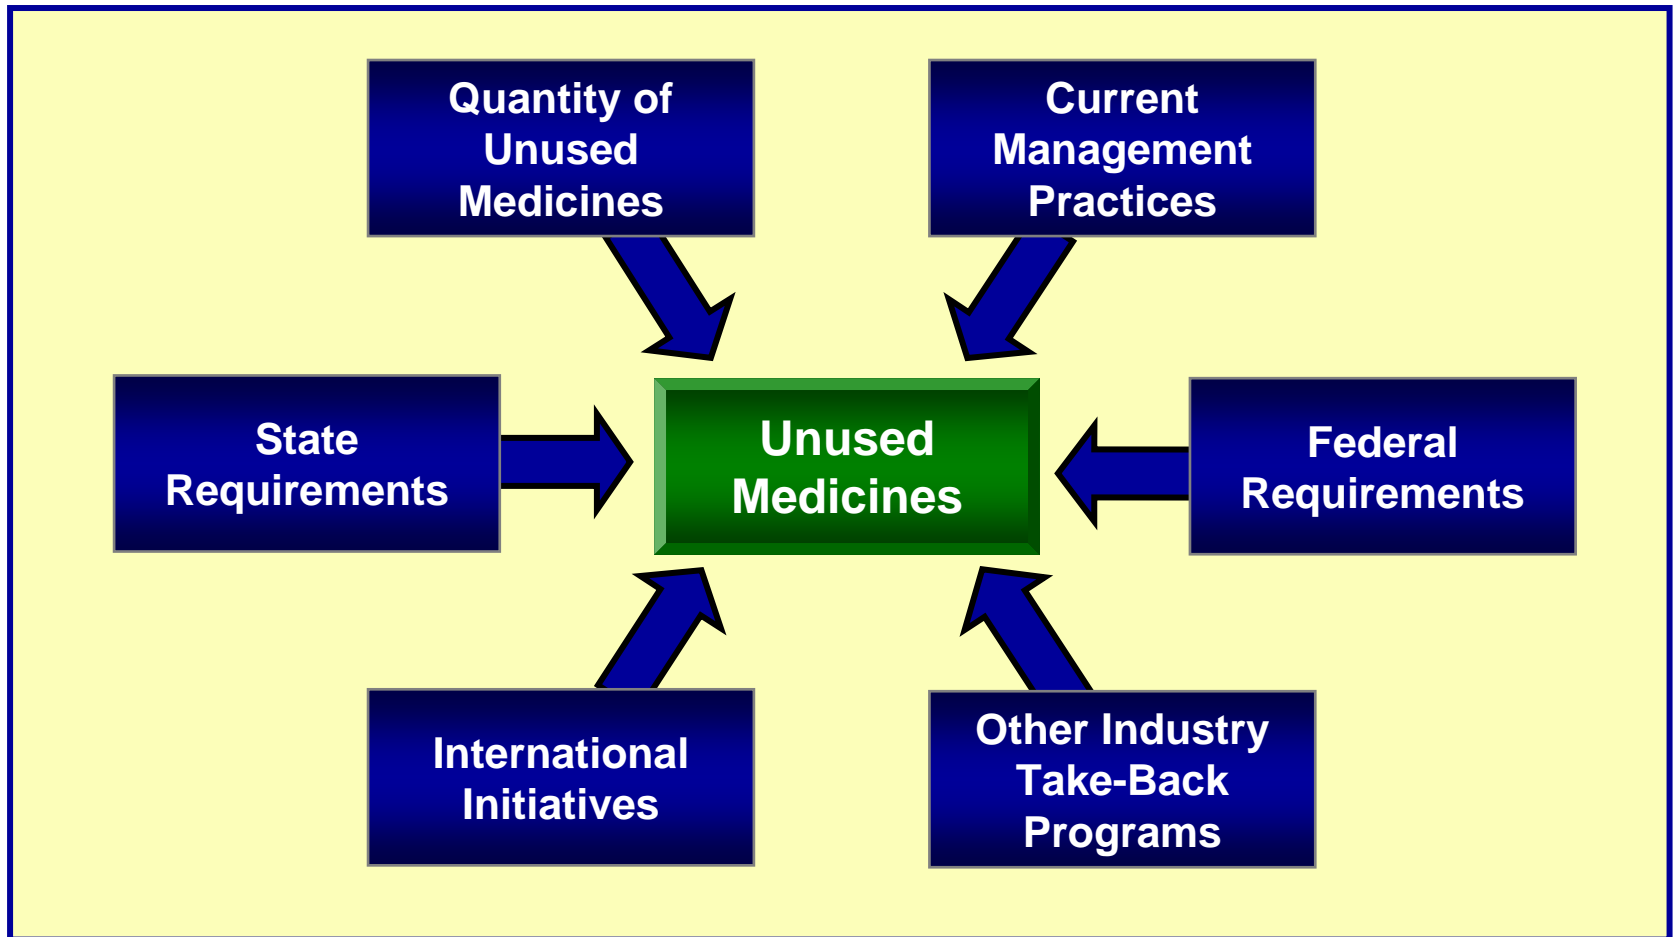 Quantity of
Unused
Medicines
Current
Management
Practices
State
Requirements
Unused
Medicines
Federal
Requirements
International
Initiatives
Other Industry
Take-Back
Programs